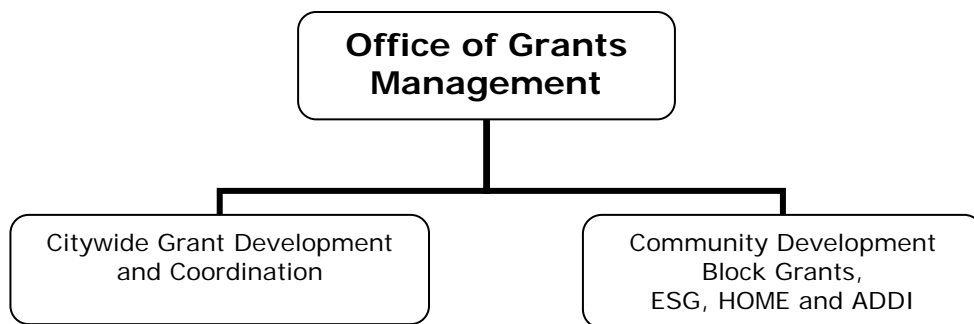 Office of Grants
Management
Citywide Grant Development
and Coordination
Community Development
Block Grants,
ESG, HOME and ADDI